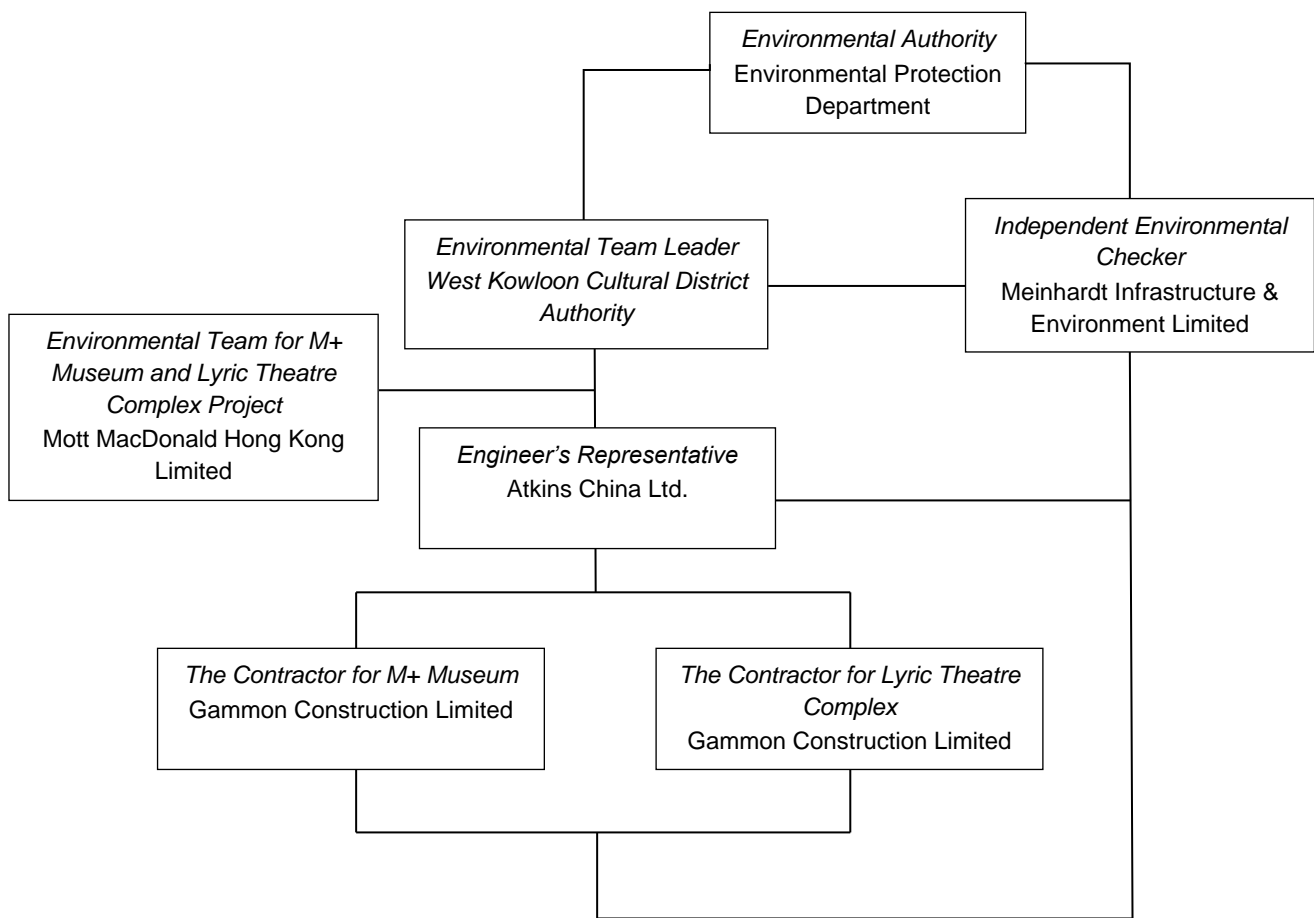 Environmental Authority
Environmental Protection
Department
Environmental Team Leader
West Kowloon Cultural District
Authority
Independent Environmental
Checker
Meinhardt Infrastructure &
Environment Limited
Environmental Team for M+
Museum and Lyric Theatre
Complex Project
Mott MacDonald Hong Kong
Limited
Engineer’s Representative
Atkins China Ltd.
The Contractor for M+ Museum
Gammon Construction Limited
The Contractor for Lyric Theatre
Complex
Gammon Construction Limited